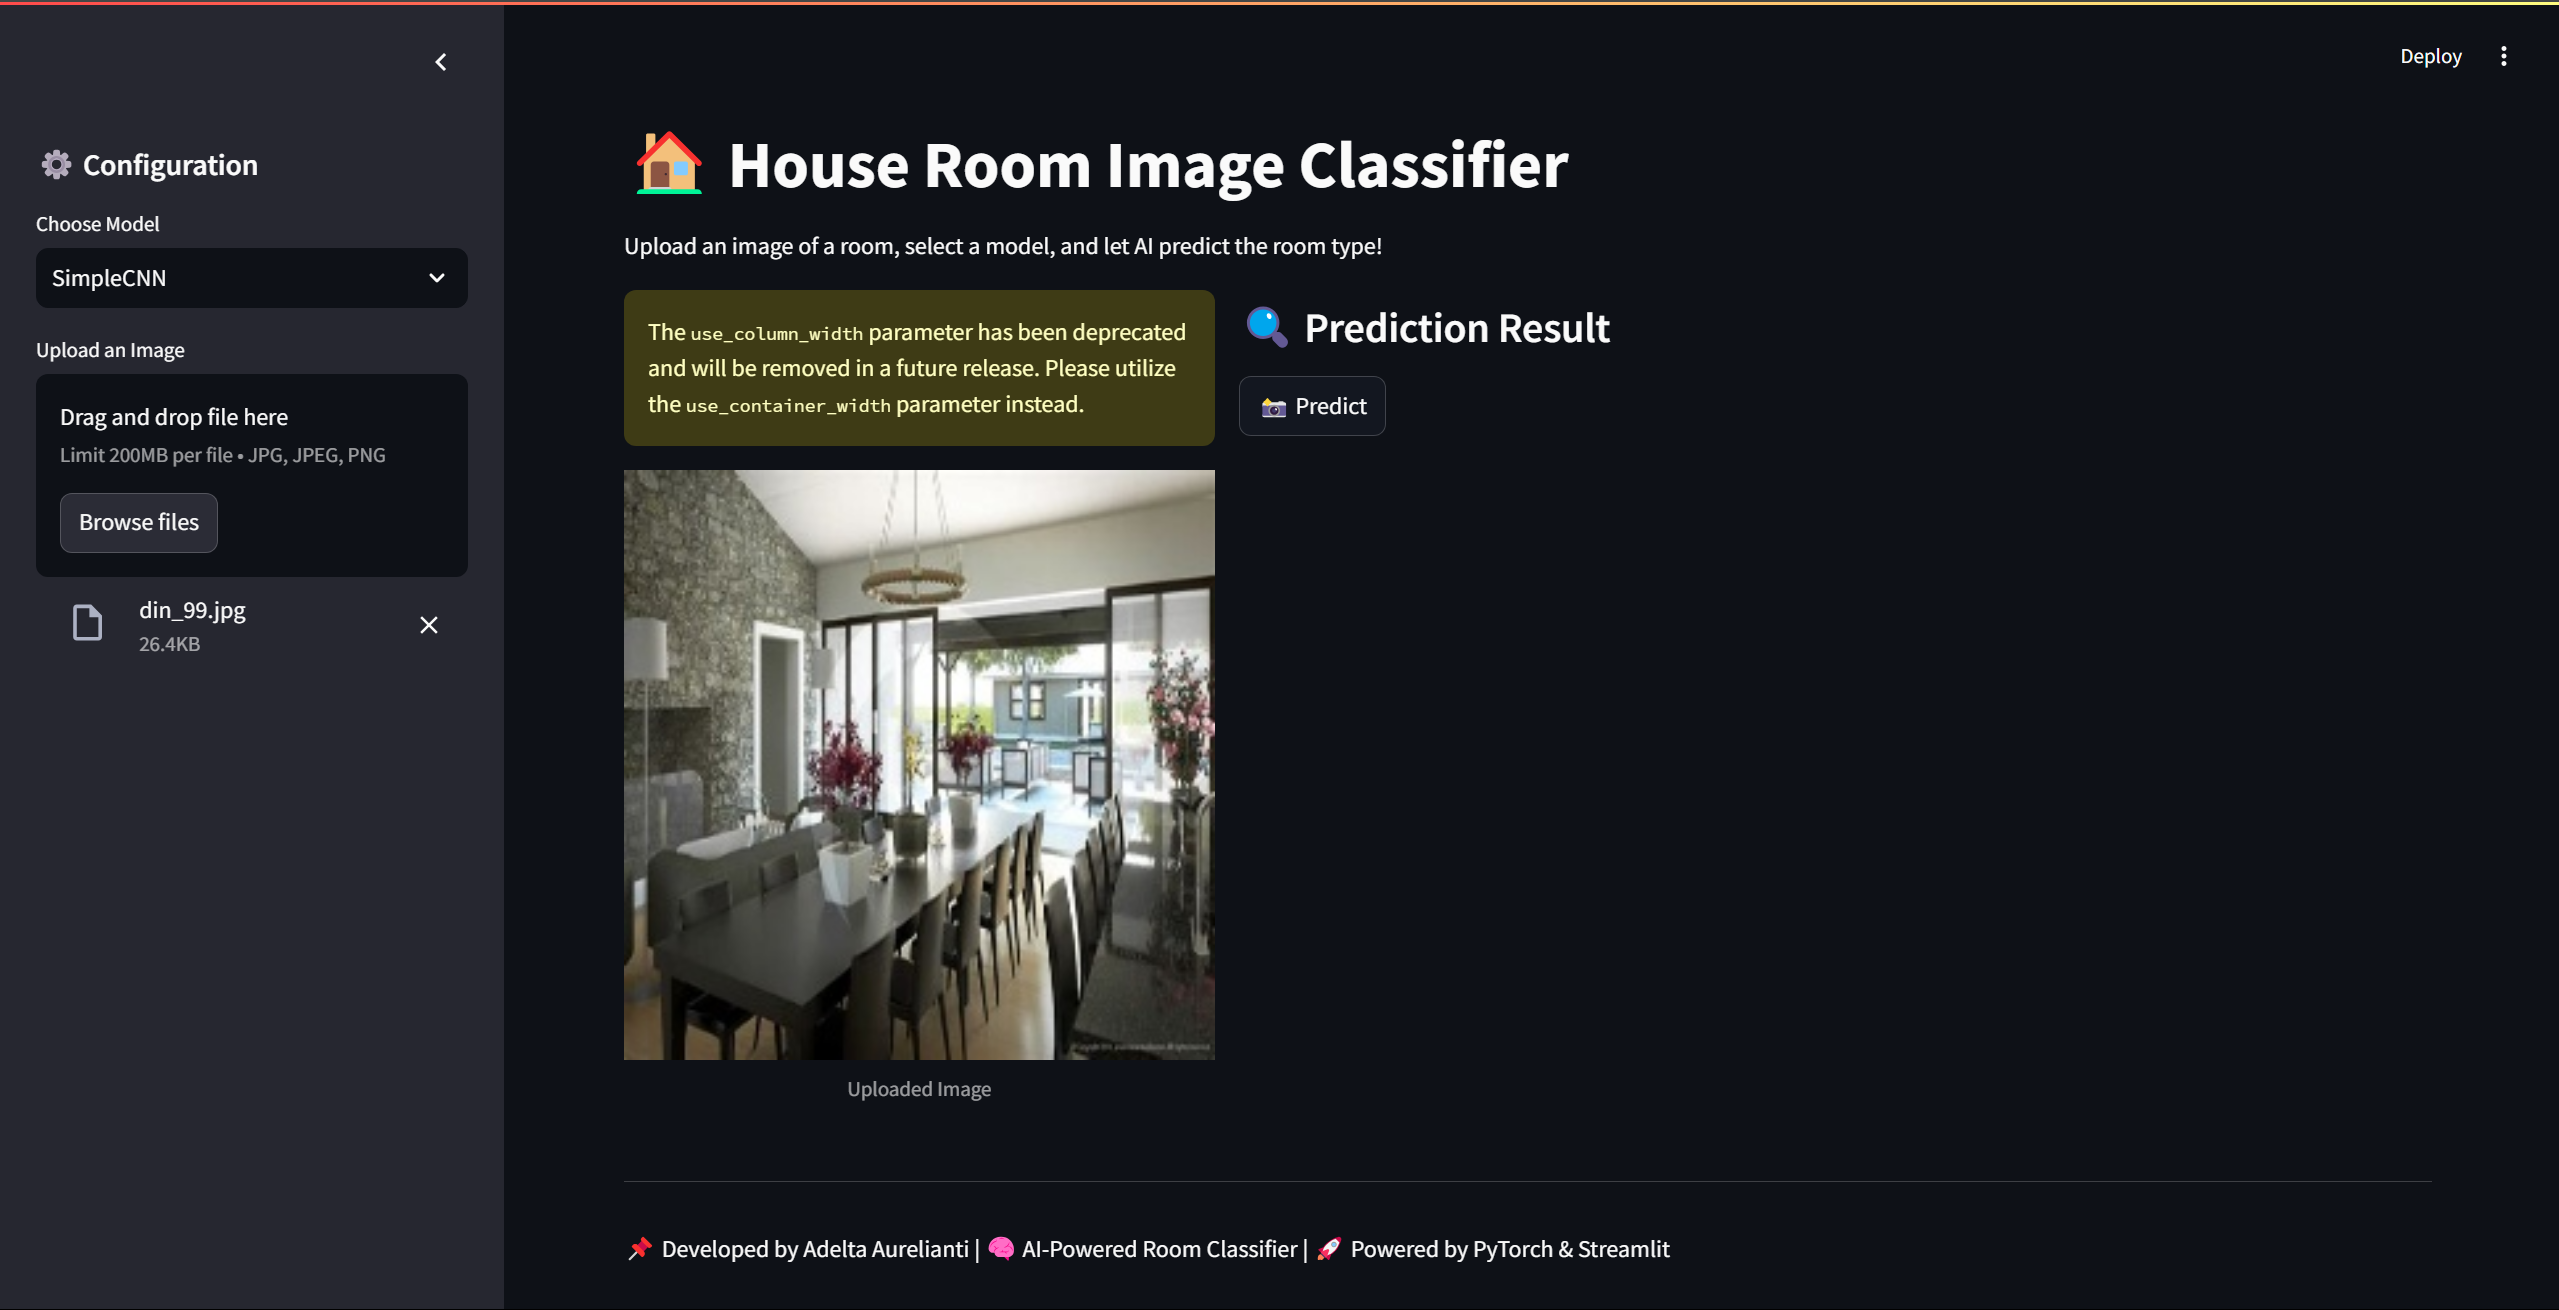 Deploy
Configuration
Choose Model
SimpleCNN
Upload an Image
Drag and drop file here
Limit 200MB per file • JPG, JPEG, PNG
Browse files
din_99.jpg
26.4KB
House Room Image Classifier
Upload an image of a room, select a model, and let AI predict the room type!
The use_column_width parameter has been deprecated
and will be removed in a future release. Please utilize
the use_container_width parameter instead.
Uploaded Image
Prediction Result
Predict
Developed by Adelta Aurelianti | AI-Powered Room Classifier | Powered by PyTorch & Streamlit